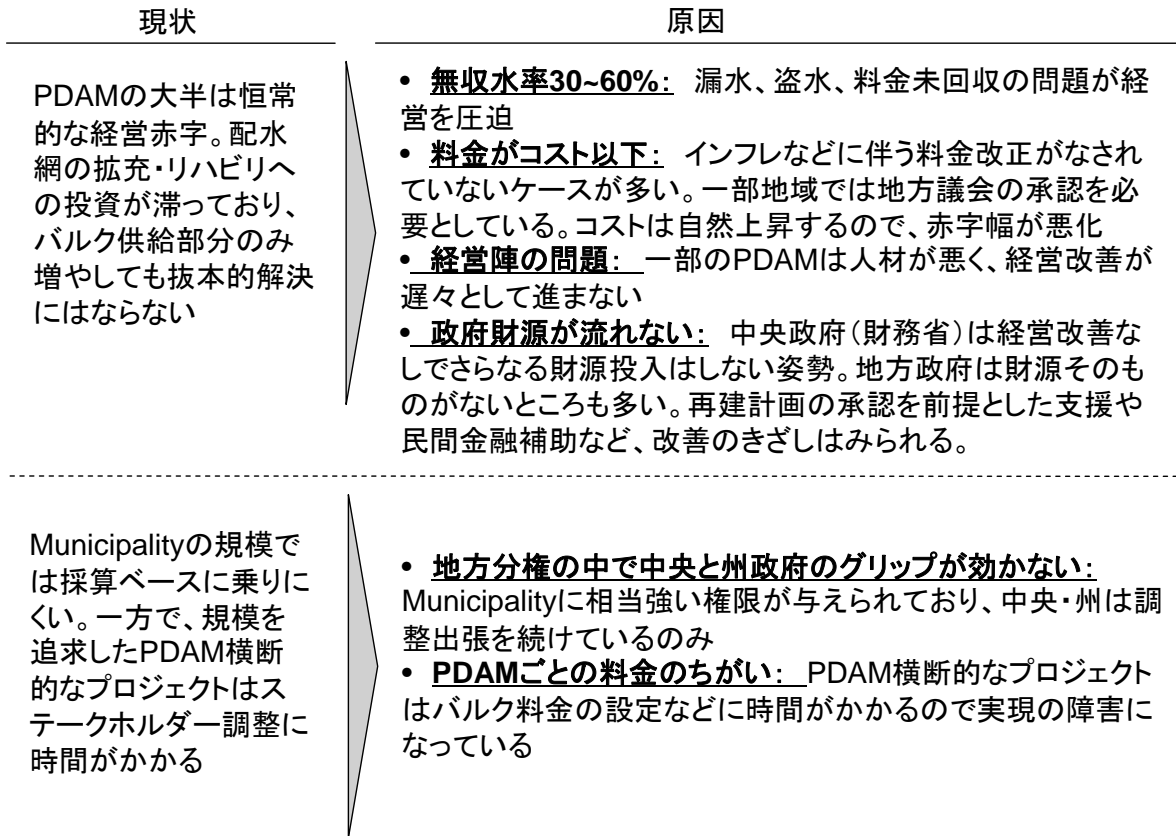 現状
原因
PDAMの大半は恒常
的な経営赤字。配水
網の拡充・リハビリへ
の投資が滞っており、
バルク供給部分のみ
増やしても抜本的解決
にはならない
• 無収水率30~60%： 漏水、盗水、料金未回収の問題が経
営を圧迫
• 料金がコスト以下： インフレなどに伴う料金改正がなされ
ていないケースが多い。一部地域では地方議会の承認を必
要としている。コストは自然上昇するので、赤字幅が悪化
• 経営陣の問題： 一部のPDAMは人材が悪く、経営改善が
遅々として進まない
• 政府財源が流れない： 中央政府（財務省）は経営改善な
しでさらなる財源投入はしない姿勢。地方政府は財源そのも
のがないところも多い。再建計画の承認を前提とした支援や
民間金融補助など、改善のきざしはみられる。
Municipalityの規模で
は採算ベースに乗りに
くい。一方で、規模を
追求したPDAM横断
的なプロジェクトはス
テークホルダー調整に
時間がかかる
• 地方分権の中で中央と州政府のグリップが効かない：
Municipalityに相当強い権限が与えられており、中央・州は調
整出張を続けているのみ
• PDAMごとの料金のちがい： PDAM横断的なプロジェクト
はバルク料金の設定などに時間がかかるので実現の障害に
なっている